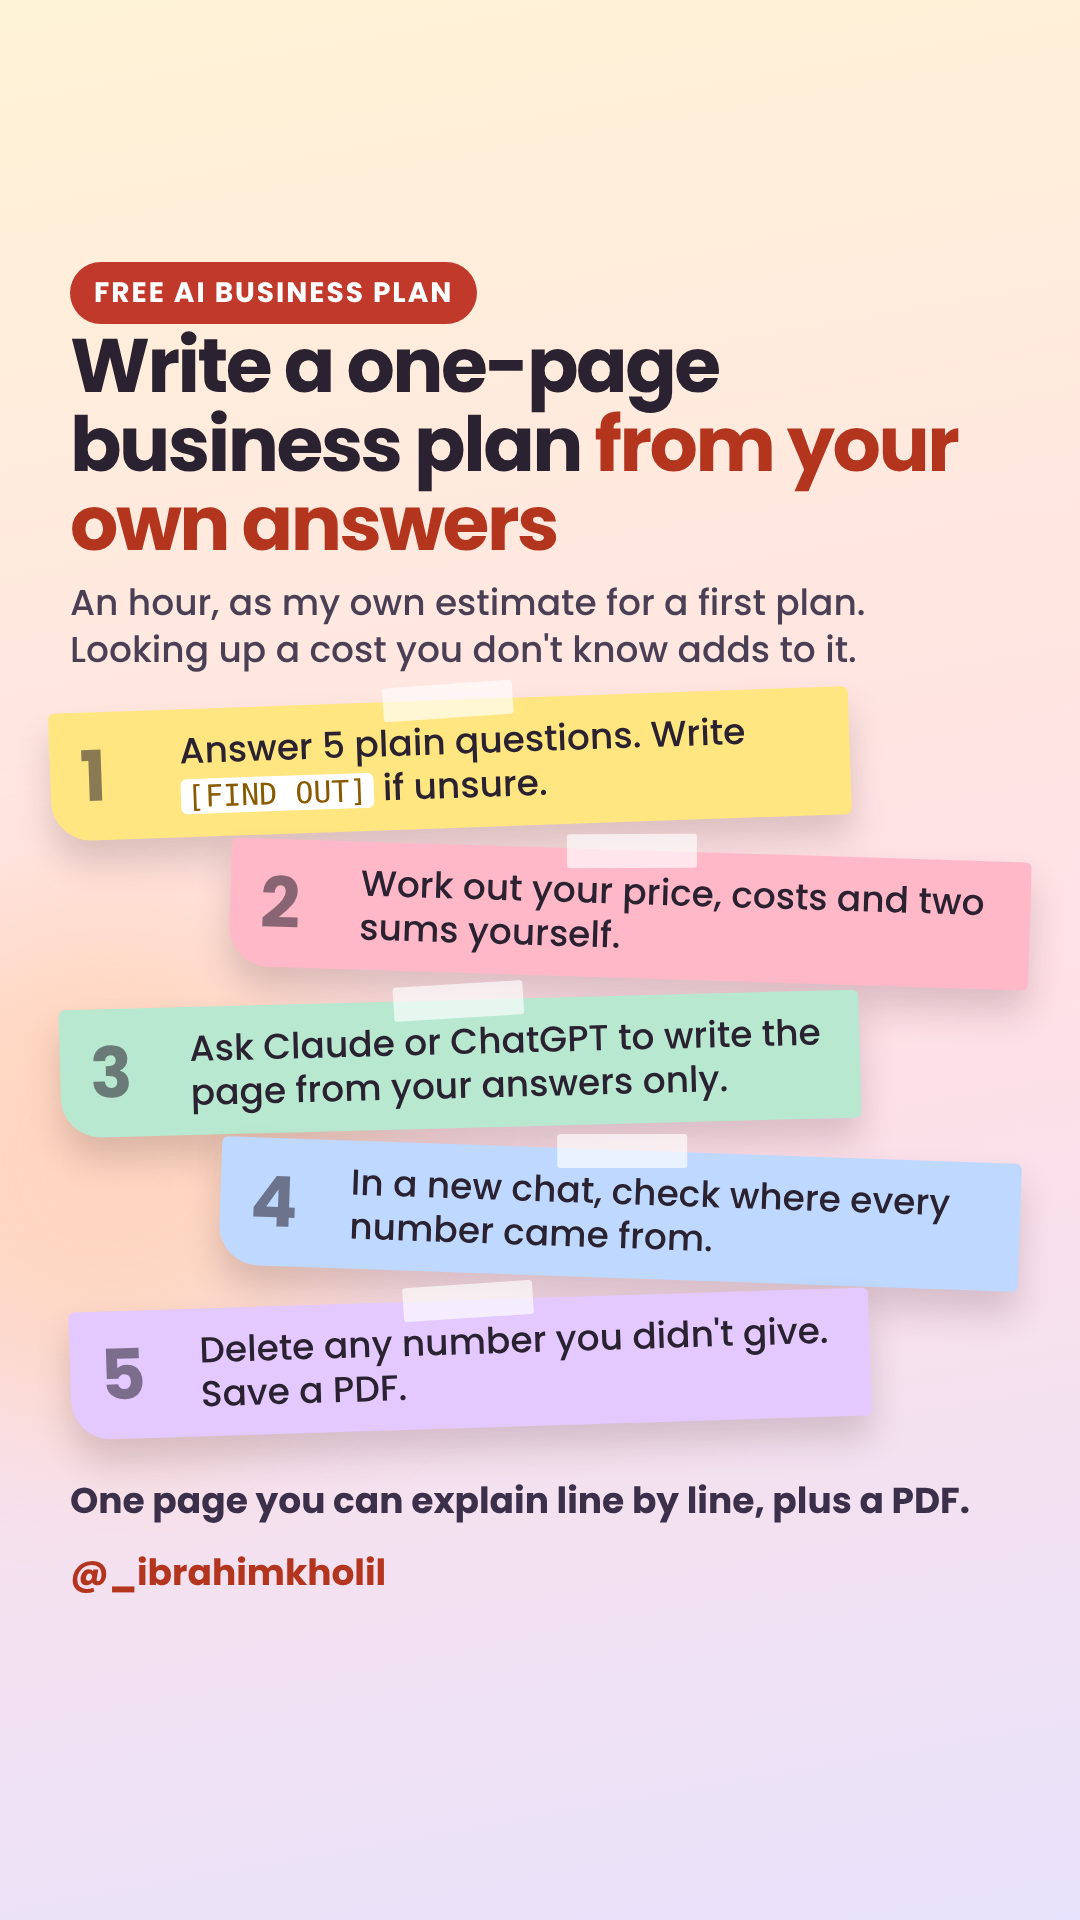 FREE AI BUSINESS PLAN
Write a one-page
business plan from your
own answers
An hour, as my own estimate for a first plan.
Looking up a cost you don't know adds to it.
1
Answer 5 plain questions. Write
[FIND OUT] if unsure.
2
Work out your price, costs and two
sums yourself.
3
Ask Claude or ChatGPT to write the
page from your answers only.
4
In a new chat, check where every
number came from.
5
Delete any number you didn't give.
Save a PDF.
One page you can explain line by line, plus a PDF.
@_ibrahimkholil